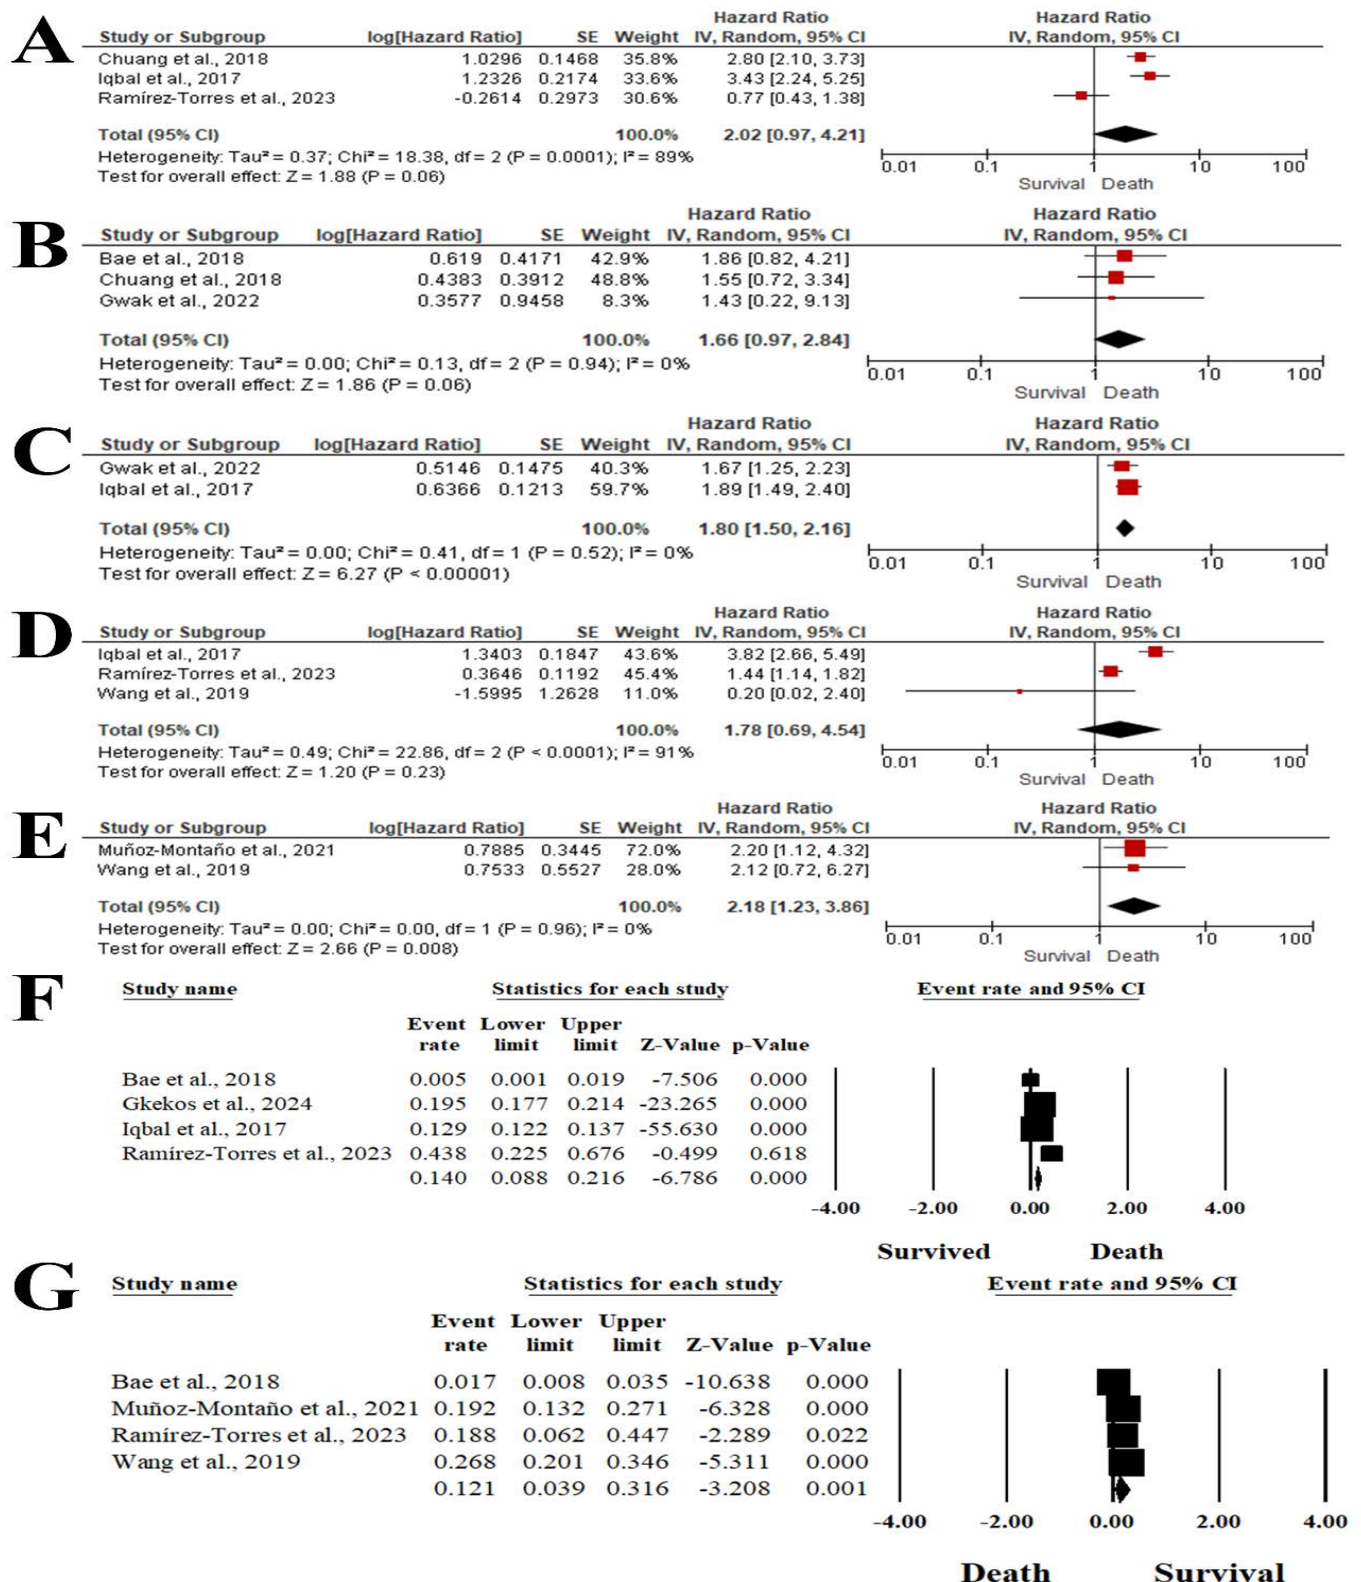 A
Hazard Ratio Hazard Ratio
Study or Subgroup log[Hazard Ratio] SE Weight IV, Random, 95% CI IV, Random, 95% CI
Chuang et al., 2018 1.0296 0.1468 35.8% 2.80 [2.10, 3.73]
Iqbal et al., 2017 1.2326 0.2174 33.6% 3.43 [2.24, 5.25]
Ramírez-Torres et al., 2023 -0.2614 0.2973 30.6% 0.77 [0.43, 1.38]
Total (95% CI) 100.0% 2.02 [0.97, 4.21]
Heterogeneity: Tau² = 0.37; Chi² = 18.38, df = 2 (P = 0.0001); I² = 89%
Test for overall effect: Z = 1.88 (P = 0.06)
0.01 0.1 1 10 100
Survival Death
B
Hazard Ratio Hazard Ratio
Study or Subgroup log[Hazard Ratio] SE Weight IV, Random, 95% CI IV, Random, 95% CI
Bae et al., 2018 0.619 0.4171 42.9% 1.86 [0.82, 4.21]
Chuang et al., 2018 0.4383 0.3912 48.8% 1.55 [0.72, 3.34]
Gwak et al., 2022 0.3577 0.9458 8.3% 1.43 [0.22, 9.13]
Total (95% CI) 100.0% 1.66 [0.97, 2.84]
Heterogeneity: Tau² = 0.00; Chi² = 0.13, df = 2 (P = 0.94); I² = 0%
Test for overall effect: Z = 1.86 (P = 0.06)
0.01 0.1 1 10 100
Survival Death
C
Hazard Ratio Hazard Ratio
Study or Subgroup log[Hazard Ratio] SE Weight IV, Random, 95% CI IV, Random, 95% CI
Gwak et al., 2022 0.5146 0.1475 40.3% 1.67 [1.25, 2.23]
Iqbal et al., 2017 0.6366 0.1213 59.7% 1.89 [1.49, 2.40]
Total (95% CI) 100.0% 1.80 [1.50, 2.16]
Heterogeneity: Tau² = 0.00; Chi² = 0.41, df = 1 (P = 0.52); I² = 0%
Test for overall effect: Z = 6.27 (P < 0.00001)
0.01 0.1 1 10 100
Survival Death
D
Hazard Ratio Hazard Ratio
Study or Subgroup log[Hazard Ratio] SE Weight IV, Random, 95% CI IV, Random, 95% CI
Iqbal et al., 2017 1.3403 0.1847 43.6% 3.82 [2.66, 5.49]
Ramírez-Torres et al., 2023 0.3646 0.1192 45.4% 1.44 [1.14, 1.82]
Wang et al., 2019 -1.5995 1.2628 11.0% 0.20 [0.02, 2.40]
Total (95% CI) 100.0% 1.78 [0.69, 4.54]
Heterogeneity: Tau² = 0.49; Chi² = 22.86, df = 2 (P < 0.0001); I² = 91%
Test for overall effect: Z = 1.20 (P = 0.23)
0.01 0.1 1 10 100
Survival Death
E
Hazard Ratio Hazard Ratio
Study or Subgroup log[Hazard Ratio] SE Weight IV, Random, 95% CI IV, Random, 95% CI
Muñoz-Montaño et al., 2021 0.7885 0.3445 72.0% 2.20 [1.12, 4.32]
Wang et al., 2019 0.7533 0.5527 28.0% 2.12 [0.72, 6.27]
Total (95% CI) 100.0% 2.18 [1.23, 3.86]
Heterogeneity: Tau² = 0.00; Chi² = 0.00, df = 1 (P = 0.96); I² = 0%
Test for overall effect: Z = 2.66 (P = 0.008)
0.01 0.1 1 10 100
Survival Death
F
Study name Statistics for each study Event rate and 95% CI
Event Lower Upper
rate limit limit Z-Value p-Value
Bae et al., 2018 0.005 0.001 0.019 -7.506 0.000
Gkekos et al., 2024 0.195 0.177 0.214 -23.265 0.000
Iqbal et al., 2017 0.129 0.122 0.137 -55.630 0.000
Ramírez-Torres et al., 2023 0.438 0.225 0.676 -0.499 0.618
0.140 0.088 0.216 -6.786 0.000
-4.00 -2.00 0.00 2.00 4.00
Survived Death
G
Study name Statistics for each study Event rate and 95% CI
Event Lower Upper
rate limit limit Z-Value p-Value
Bae et al., 2018 0.017 0.008 0.035 -10.638 0.000
Muñoz-Montaño et al., 2021 0.192 0.132 0.271 -6.328 0.000
Ramírez-Torres et al., 2023 0.188 0.062 0.447 -2.289 0.022
Wang et al., 2019 0.268 0.201 0.346 -5.311 0.000
0.121 0.039 0.316 -3.208 0.001
-4.00 -2.00 0.00 2.00 4.00
Death Survival